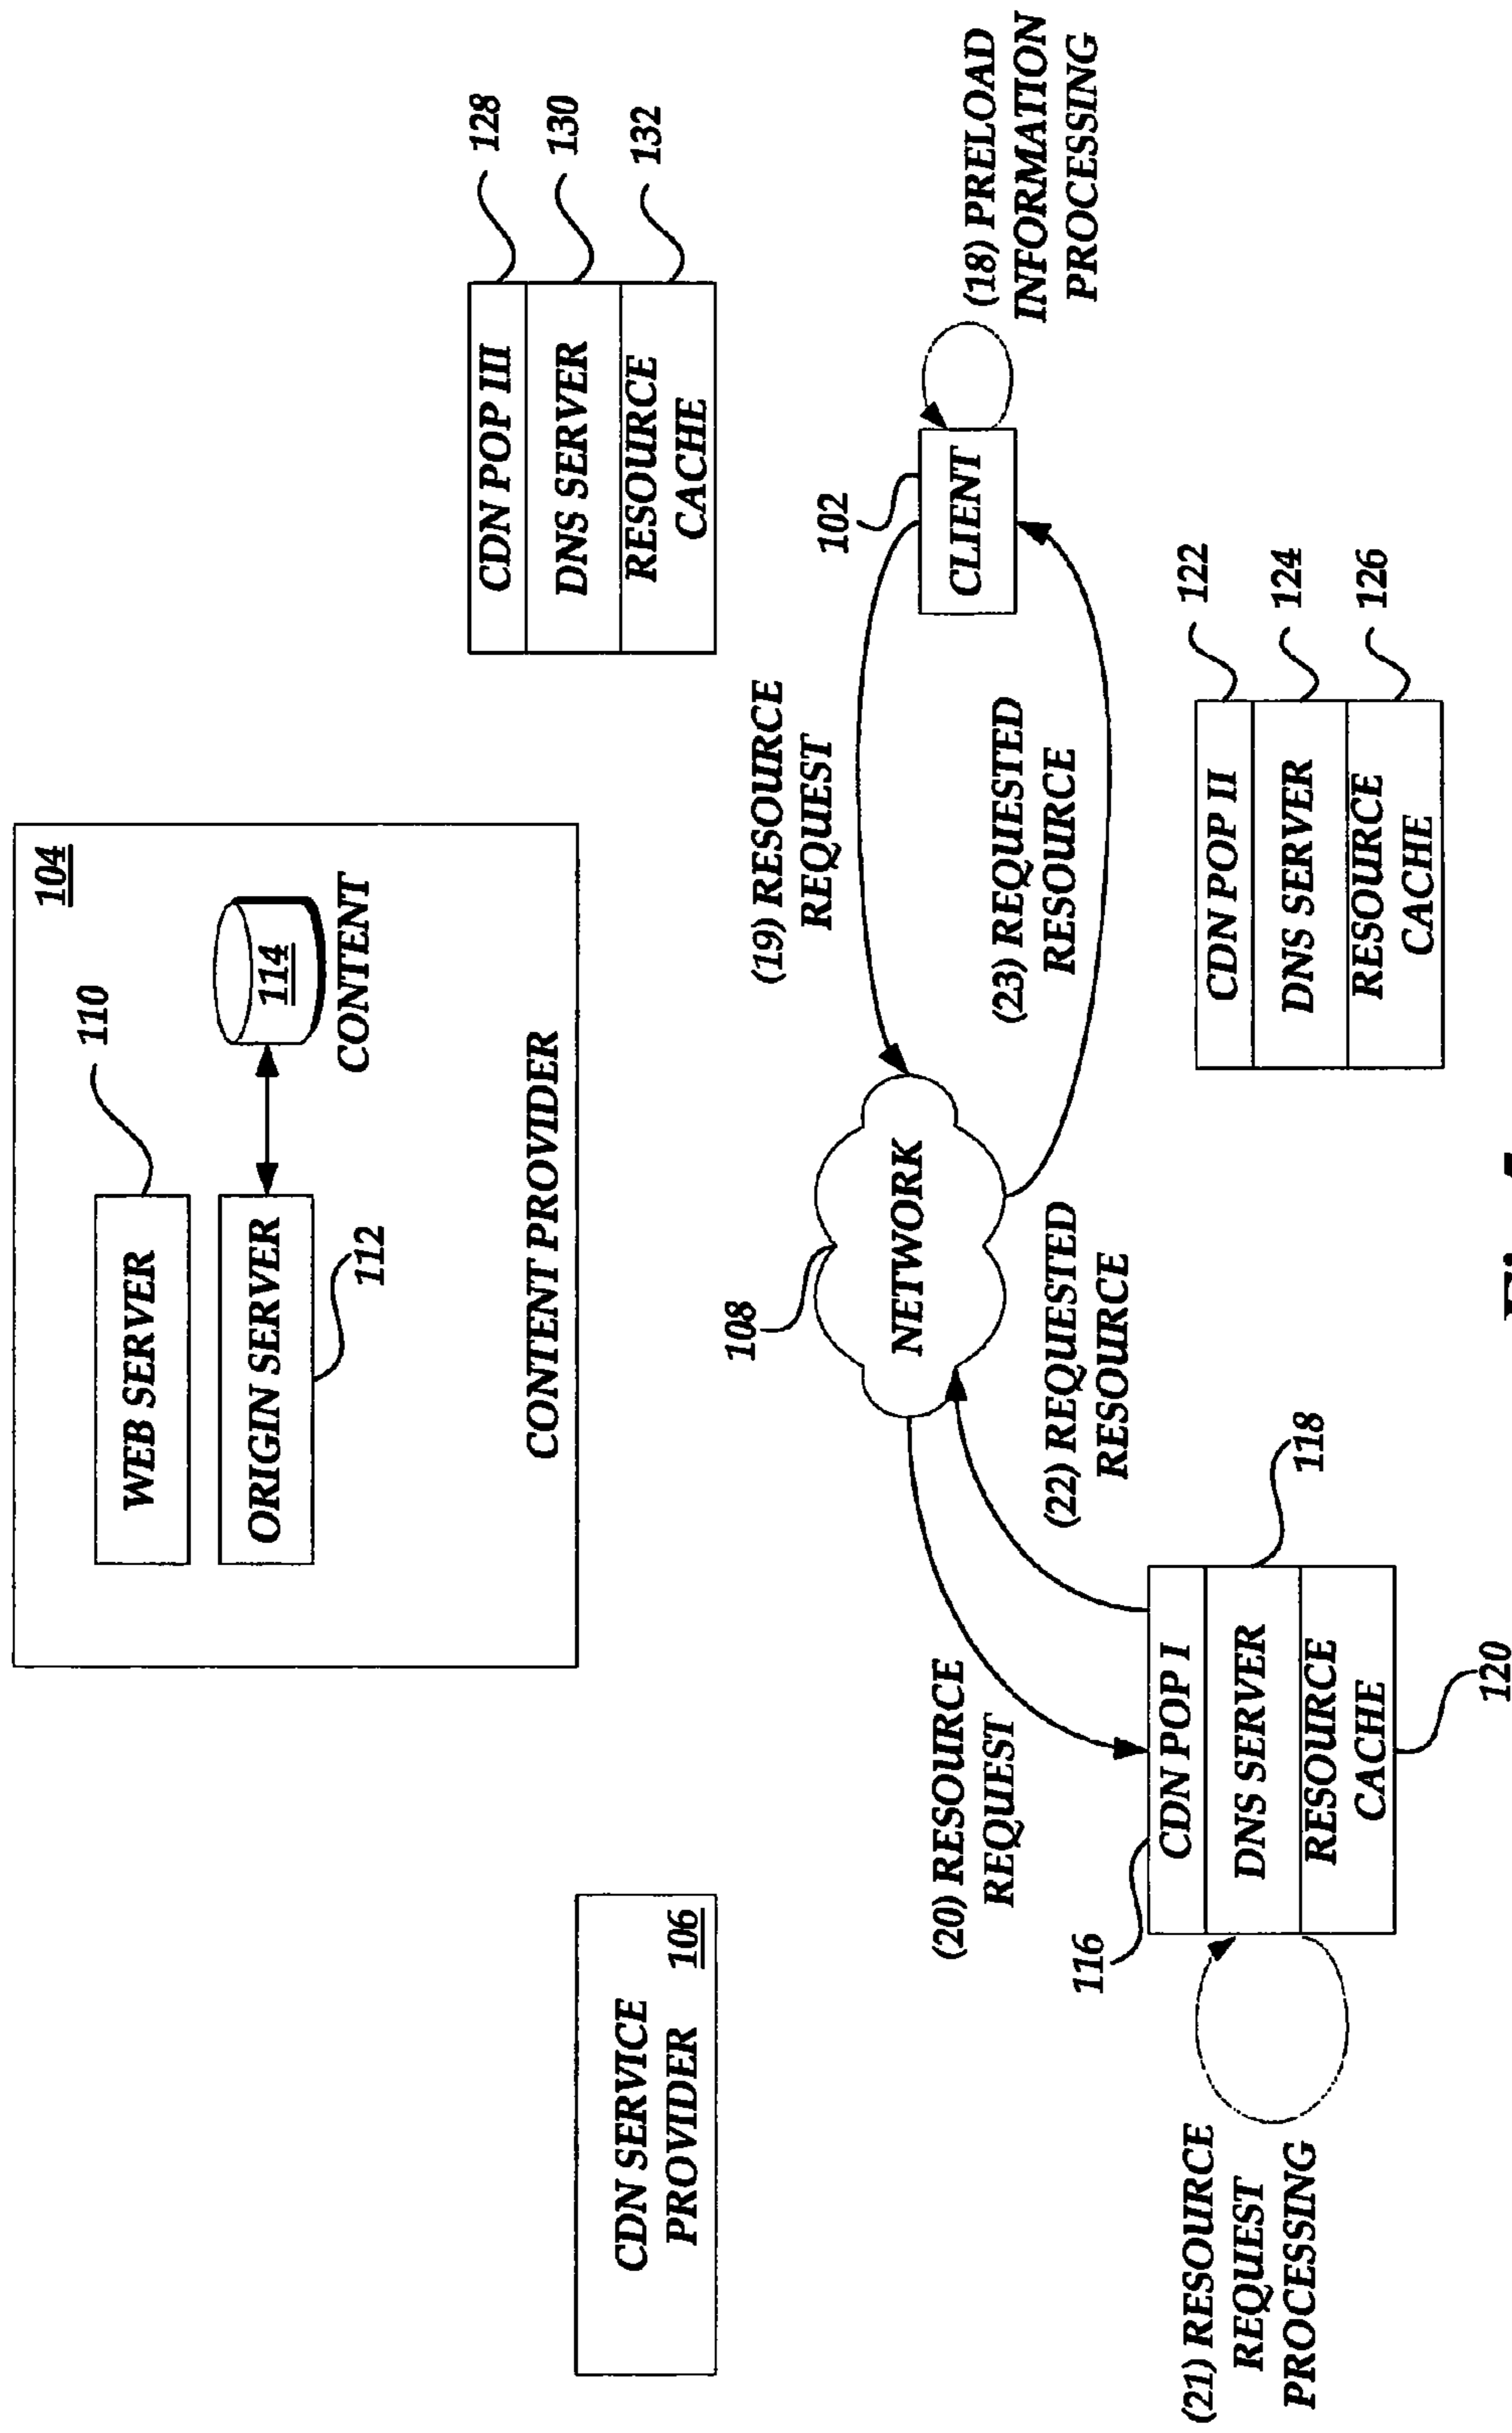 104
110
WEB SERVER
ORIGIN SERVER
112
114
CONTENT
CONTENT PROVIDER
CDN SERVICE
PROVIDER
106
CDN POP III
DNS SERVER
RESOURCE
CACHE
128
130
132
108
NETWORK
(19) RESOURCE
REQUEST
102
CLIENT
(18) PRELOAD
INFORMATION
PROCESSING
(23) REQUESTED
RESOURCE
(20) RESOURCE
REQUEST
(22) REQUESTED
RESOURCE
116
CDN POP I
DNS SERVER
RESOURCE
CACHE
118
120
(21) RESOURCE
REQUEST
PROCESSING
CDN POP II
DNS SERVER
RESOURCE
CACHE
122
124
126